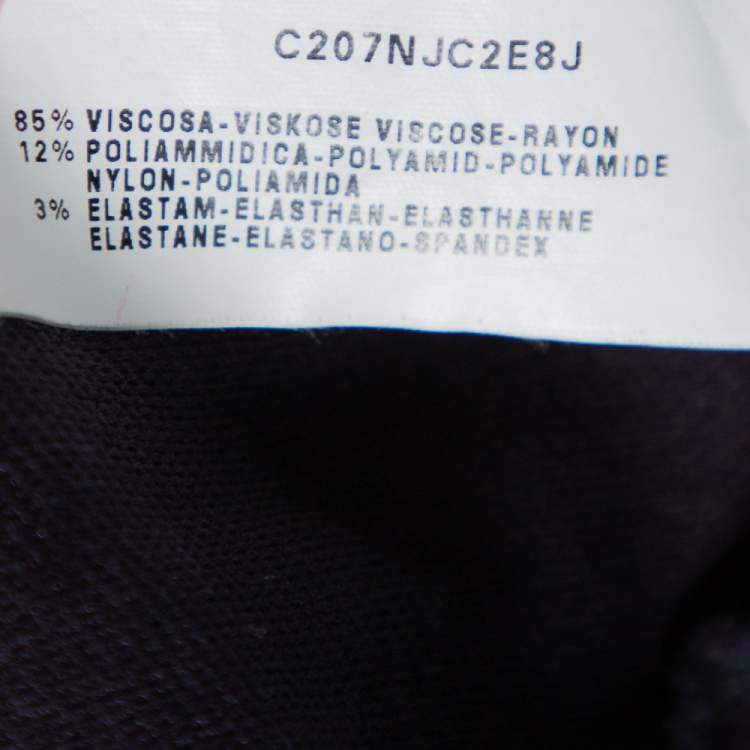 C207NJC2E8J
85% VISCOSA-VISKOSE VISCOSE-RAYON
12% POLIAMMIDICA-POLYAMID-POLYAMIDE
NYLON-POLIAMIDA
3% ELASTAM-ELASTHAN-ELASTHANNE
ELASTANE-ELASTANO-SPANDEX